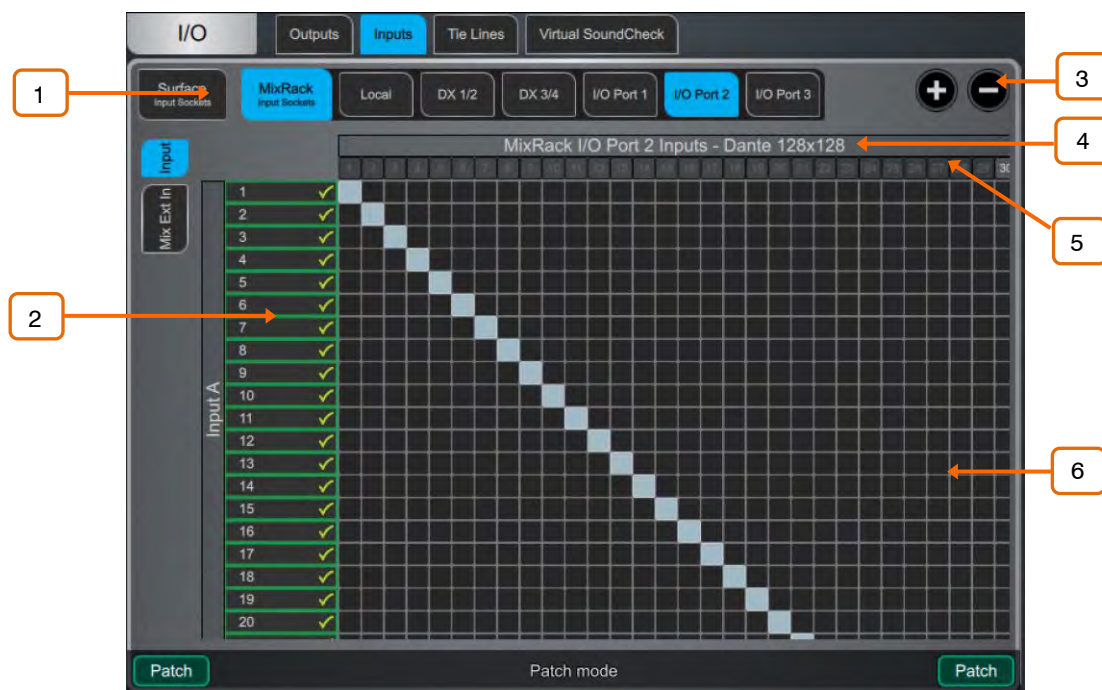 I/O
Outputs
Inputs
Tie Lines
Virtual SoundCheck
Surface
Input Sockets
MixRack
Input Sockets
Local
DX 1/2
DX 3/4
I/O Port 1
I/O Port 2
I/O Port 3
1
3
MixRack I/O Port 2 Inputs - Dante 128x128
4
Input
Mix Ext In
30
5
Input A
1
2
3
4
5
6
7
8
9
10
11
12
13
14
15
16
17
18
19
20
2
6
Patch
Patch mode
Patch